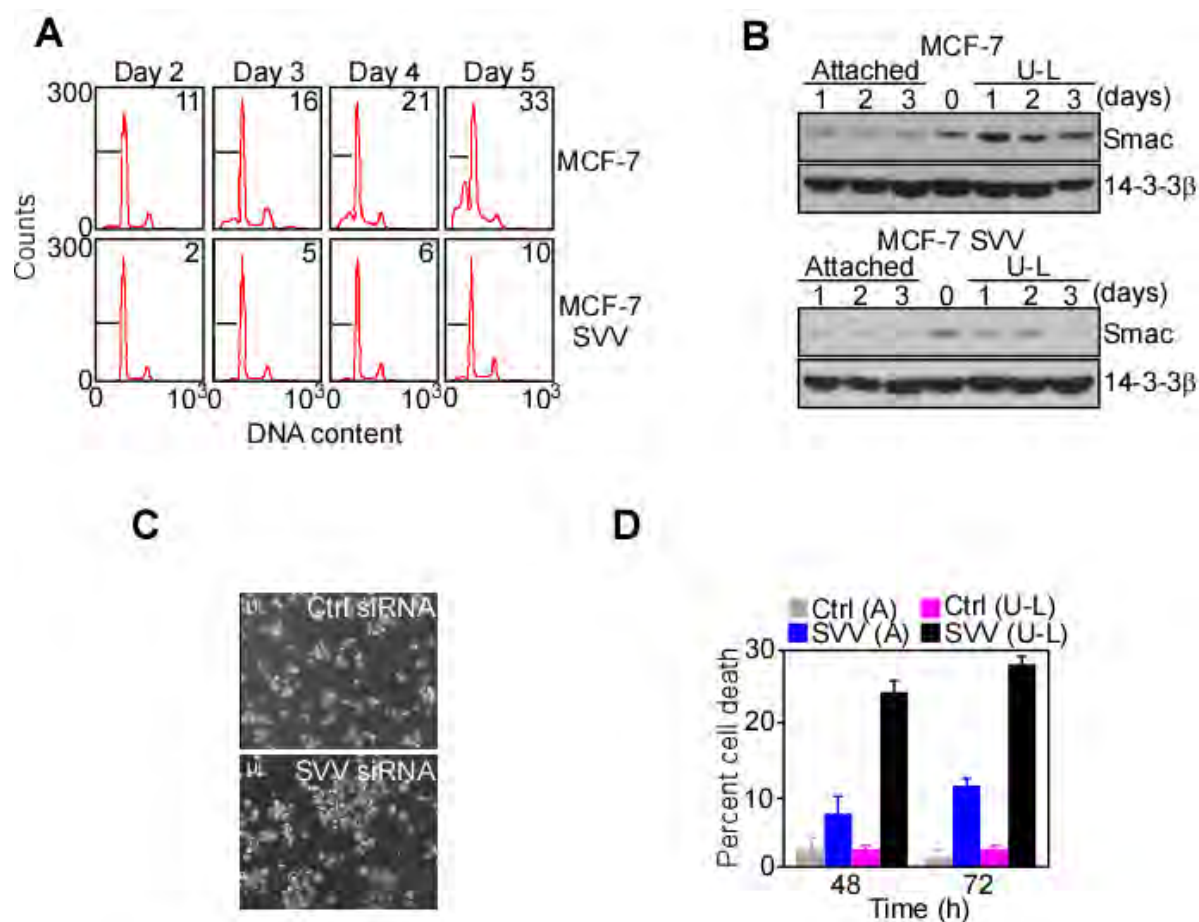 A
Day 2 Day 3 Day 4 Day 5
300 11 16 21 33
MCF-7
0
300 2 5 6 10
MCF-7
SVV
0
Counts
0 10³ 0 10³ 0 10³ 0 10³
DNA content
B
MCF-7
Attached U-L
1 2 3 0 1 2 3 (days)
Smac
14-3-3β
MCF-7 SVV
Attached U-L
1 2 3 0 1 2 3 (days)
Smac
14-3-3β
C
Ctrl siRNA
SVV siRNA
D
Ctrl (A) Ctrl (U-L)
SVV (A) SVV (U-L)
30
20
10
0
Percent cell death
48 72
Time (h)